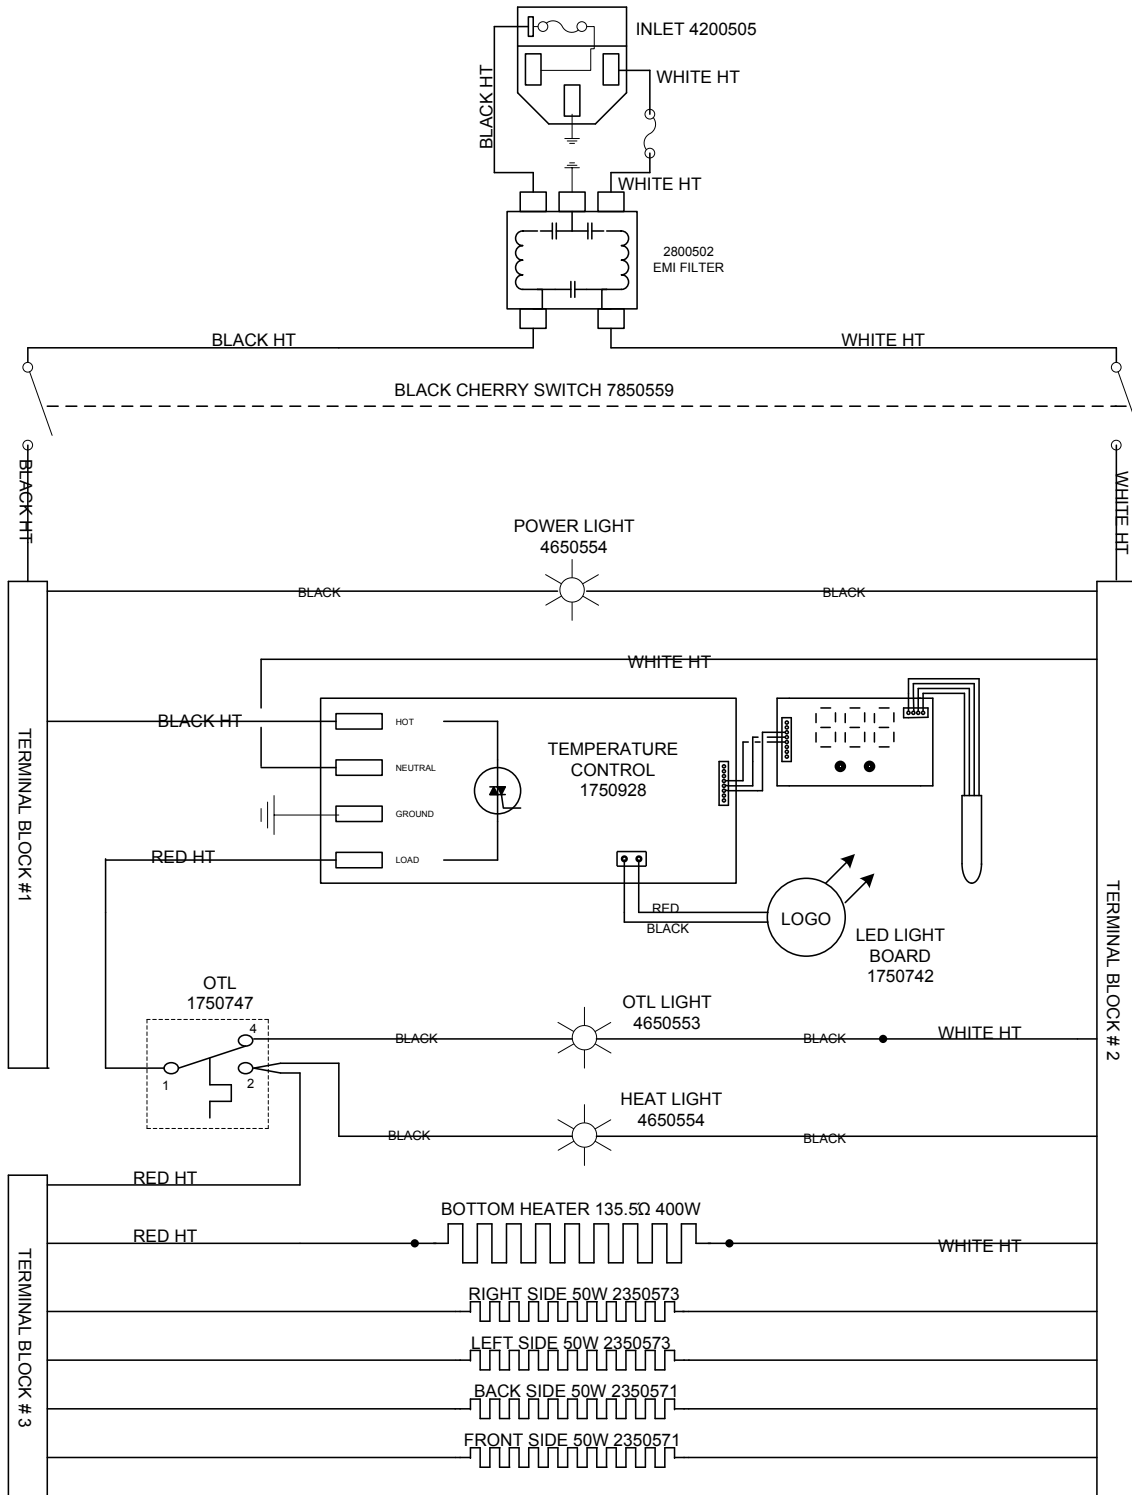 INLET 4200505
BLACK HT
WHITE HT
WHITE HT
2800502
EMI FILTER
BLACK HT
WHITE HT
BLACK CHERRY SWITCH 7850559
BLACK HT
WHITE HT
POWER LIGHT
4650554
BLACK
BLACK
WHITE HT
BLACK HT
HOT
NEUTRAL
GROUND
LOAD
TEMPERATURE
CONTROL
1750928
TERMINAL BLOCK #1
RED HT
RED
BLACK
LOGO
LED LIGHT
BOARD
1750742
TERMINAL BLOCK # 2
OTL
1750747
4
1
2
OTL LIGHT
4650553
BLACK
BLACK
WHITE HT
HEAT LIGHT
4650554
BLACK
BLACK
RED HT
BOTTOM HEATER 135.5Ω 400W
RED HT
WHITE HT
TERMINAL BLOCK # 3
RIGHT SIDE 50W 2350573
LEFT SIDE 50W 2350573
BACK SIDE 50W 2350571
FRONT SIDE 50W 2350571